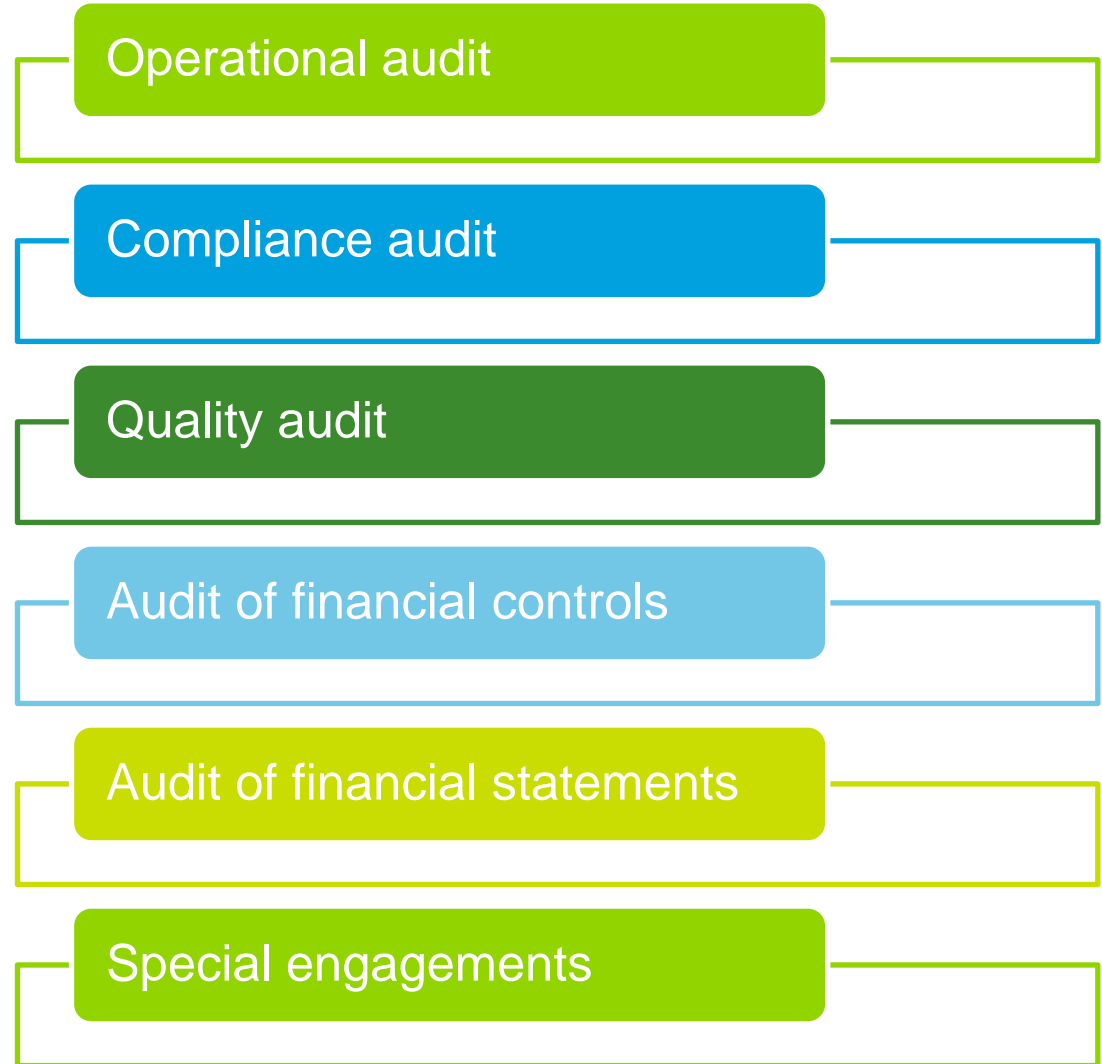 Operational audit
Compliance audit
Quality audit
Audit of financial controls
Audit of financial statements
Special engagements